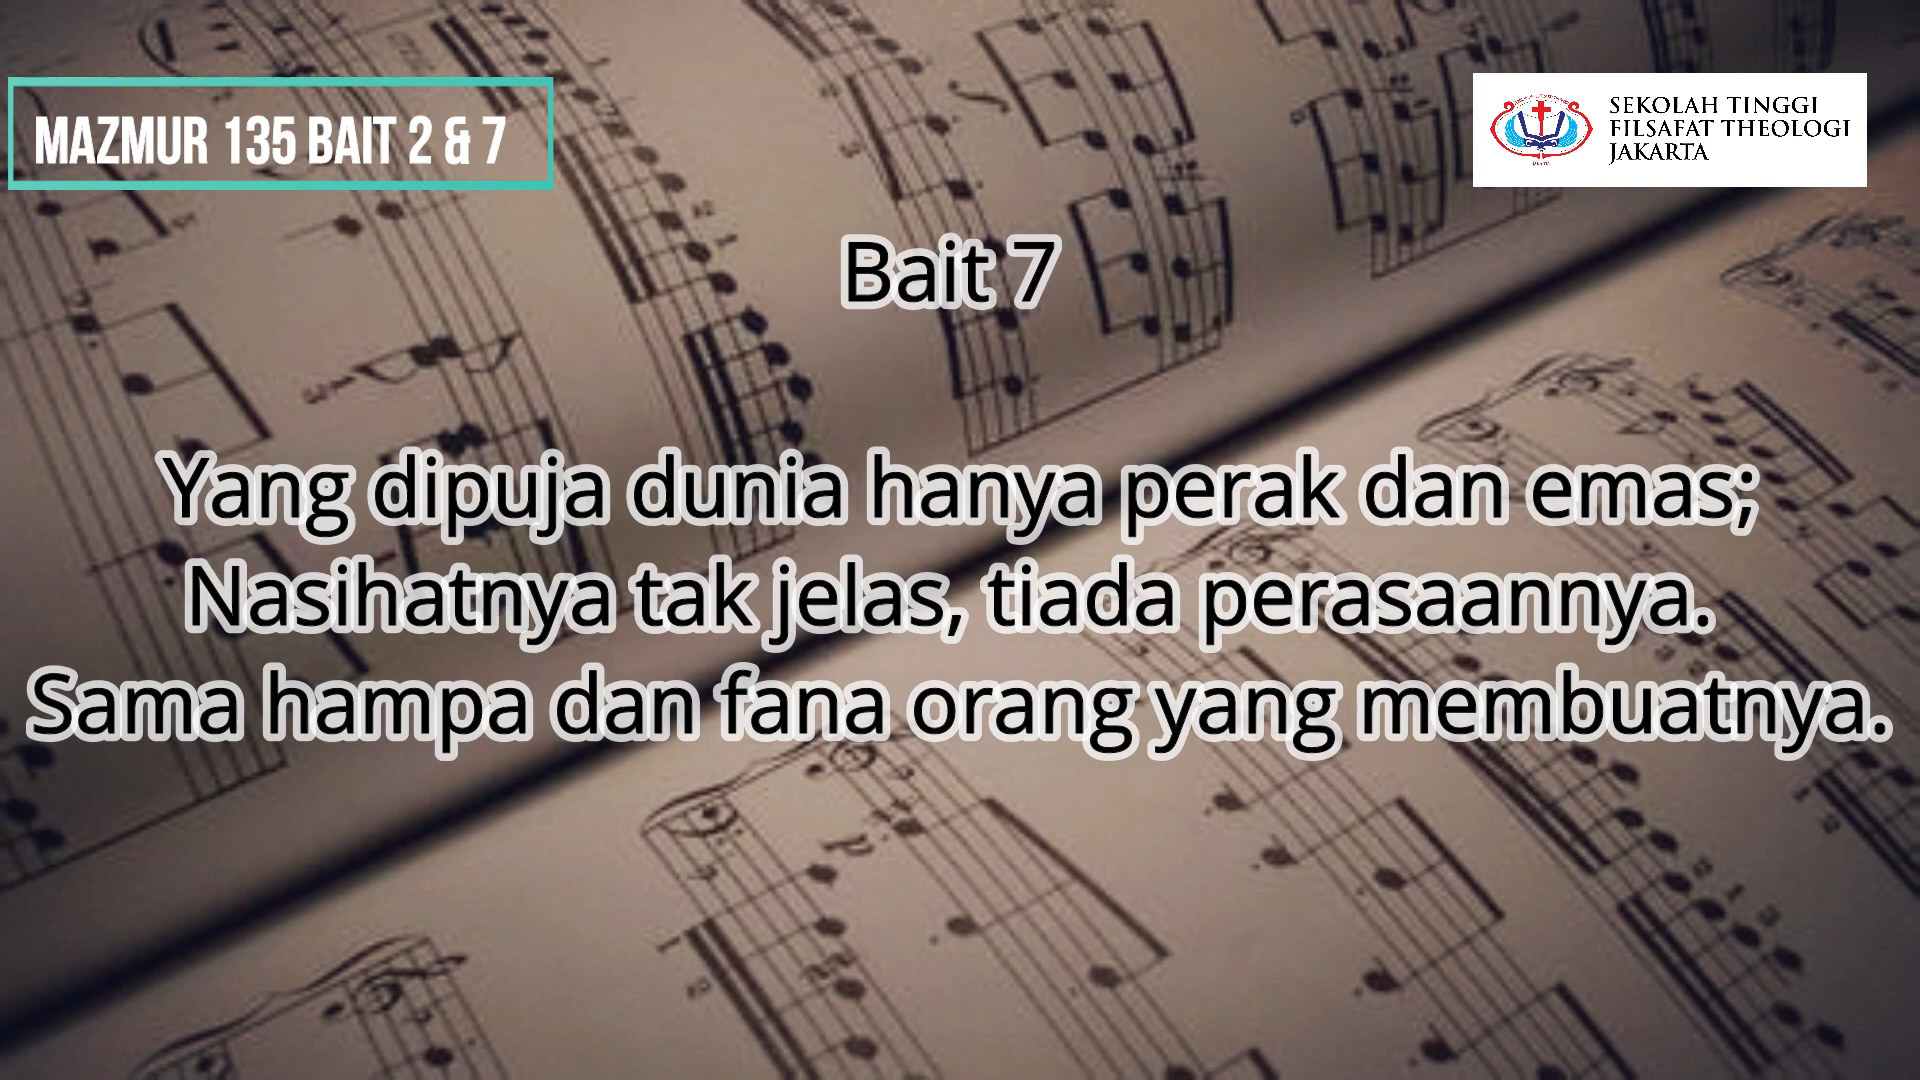 MAZMUR 135 BAIT 2 & 7
SEKOLAH TINGGI
FILSAFAT THEOLOGI
JAKARTA
Bait 7
Yang dipuja dunia hanya perak dan emas;
Nasihatnya tak jelas, tiada perasaannya.
Sama hampa dan fana orang yang membuatnya.